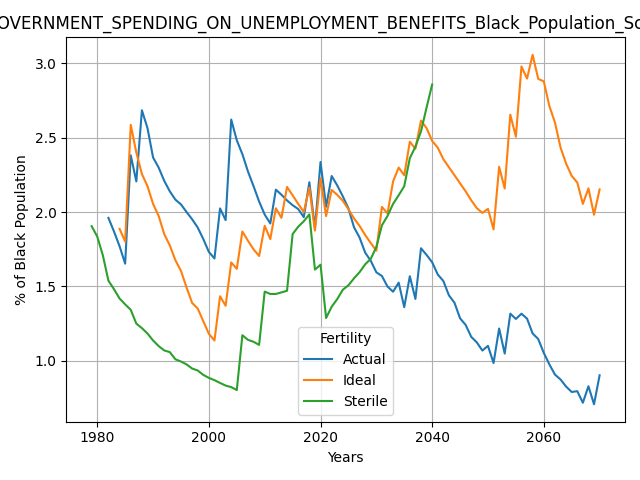 OVERNMENT_SPENDING_ON_UNEMPLOYMENT_BENEFITS_Black_Population_So
3.0
2.5
2.0
1.5
1.0
% of Black Population
Fertility
Actual
Ideal
Sterile
1980
2000
2020
2040
2060
Years